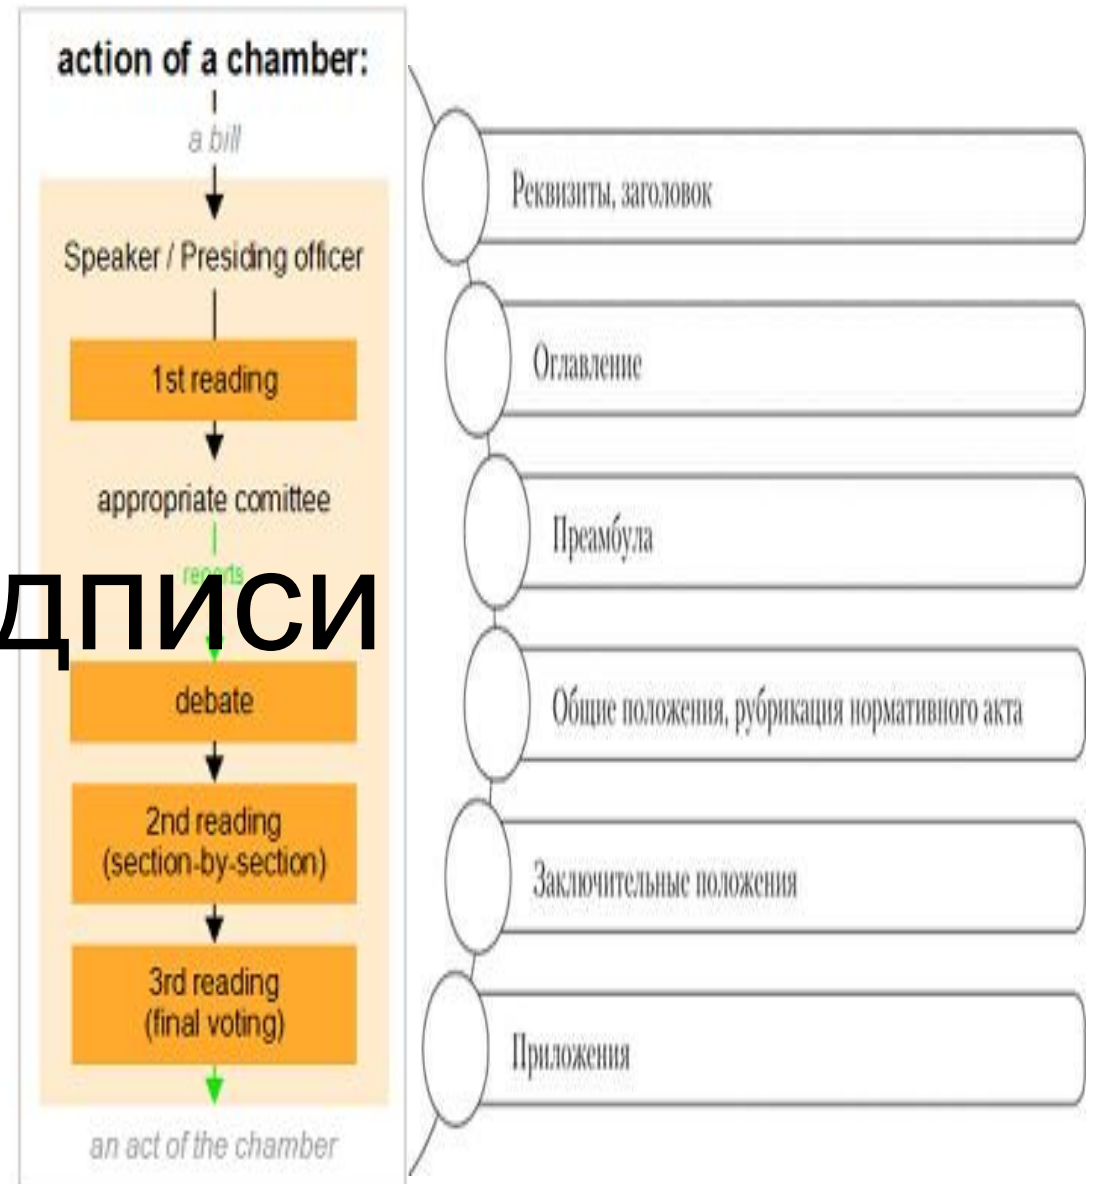 action of a chamber:
a bill
Speaker / Presiding officer
1st reading
appropriate comittee
reports
дписи
debate
2nd reading
(section-by-section)
3rd reading
(final voting)
an act of the chamber
Реквизиты, заголовок
Оглавление
Преамбула
Общие положения, рубрикация нормативного акта
Заключительные положения
Приложения